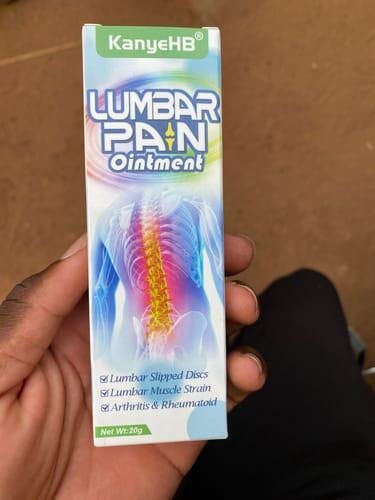 KanyeHB®
LUMBAR
PAIN
Ointment
☑Lumbar Slipped Discs
☑Lumbar Muscle Strain
☑Arthritis & Rheumatoid
Net Wt:20g